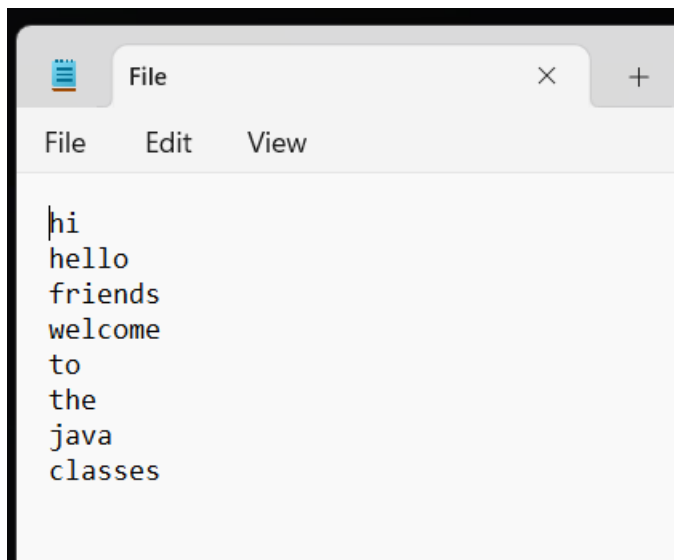 File
File Edit View
hi
hello
friends
welcome
to
the
java
classes